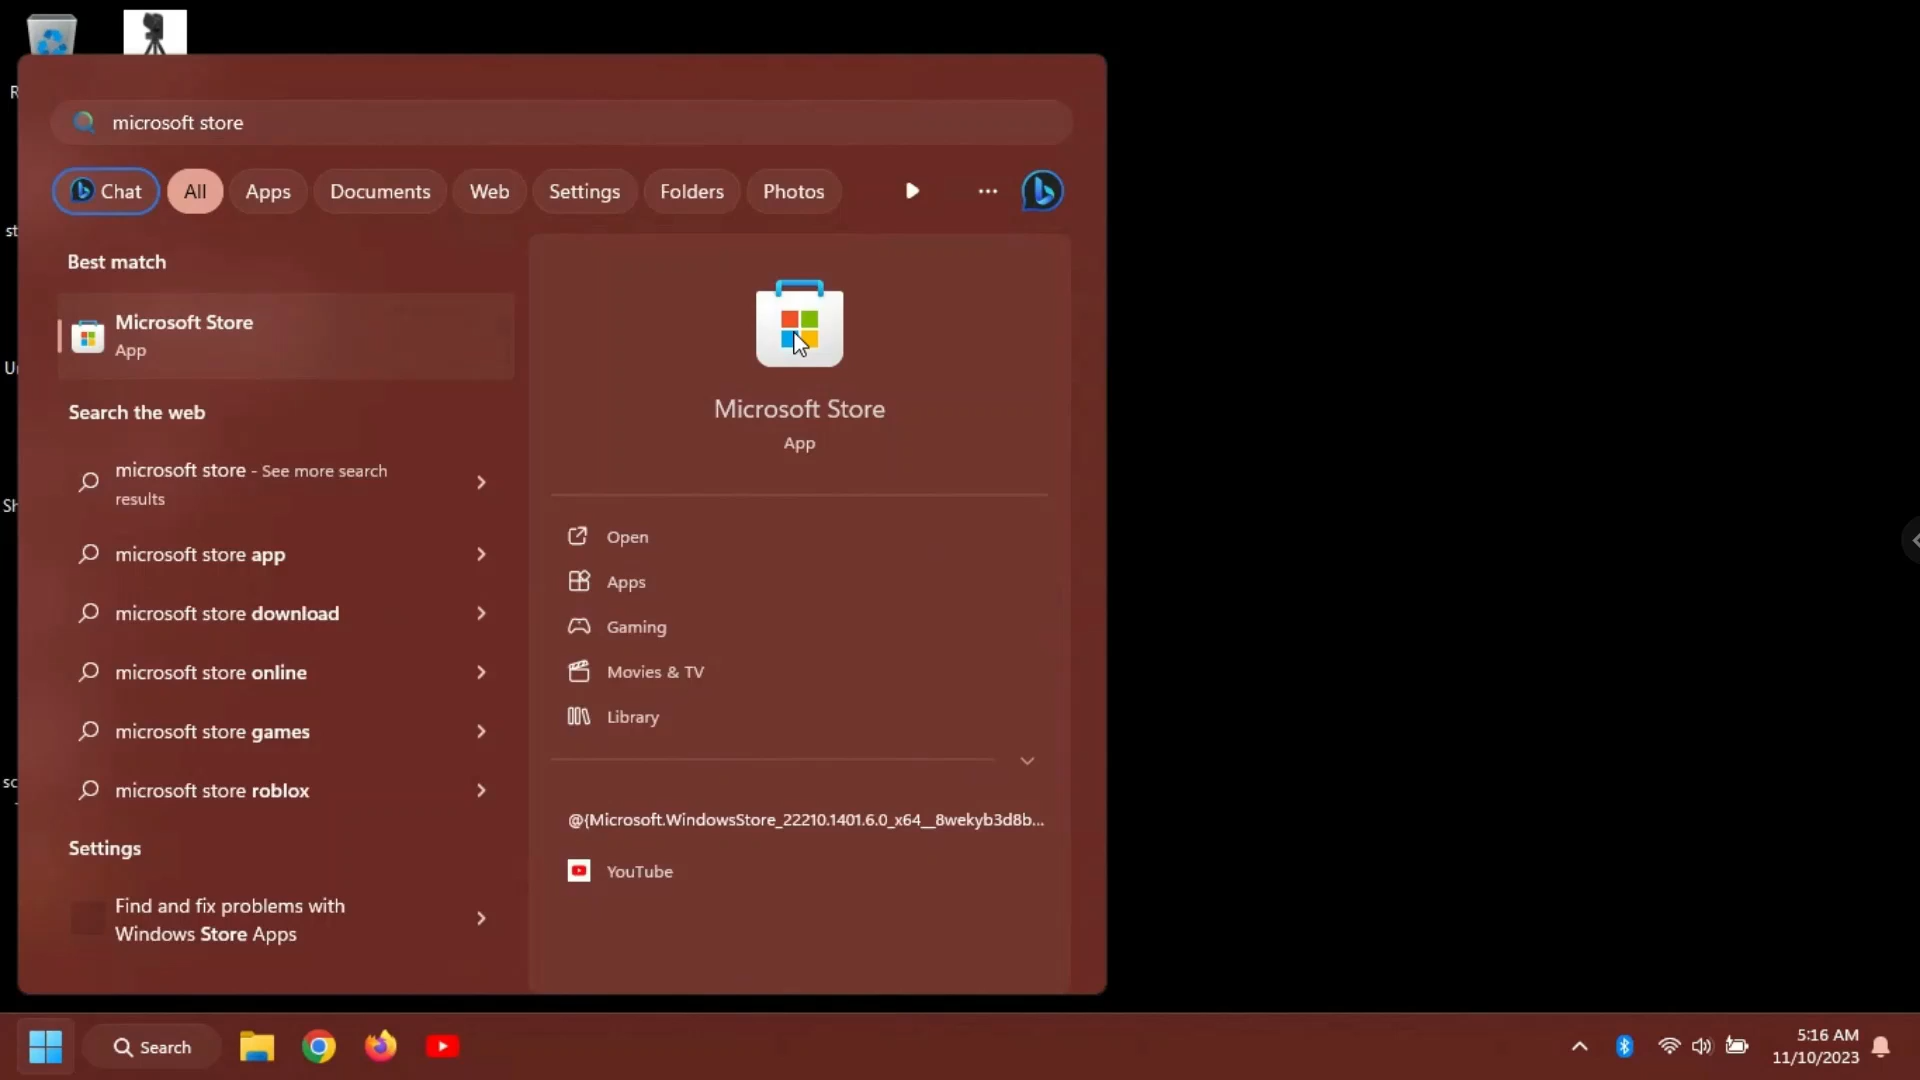 microsoft store
Chat All Apps Documents Web Settings Folders Photos
Best match
Microsoft Store
App
Search the web
microsoft store - See more search
results
microsoft store app
microsoft store download
microsoft store online
microsoft store games
microsoft store roblox
Settings
Find and fix problems with
Windows Store Apps
Microsoft Store
App
Open
Apps
Gaming
Movies & TV
Library
@{Microsoft.WindowsStore_22210.1401.6.0_x64__8wekyb3d8b...
YouTube
R
st
Sh
sc
Search
5:16 AM
11/10/2023